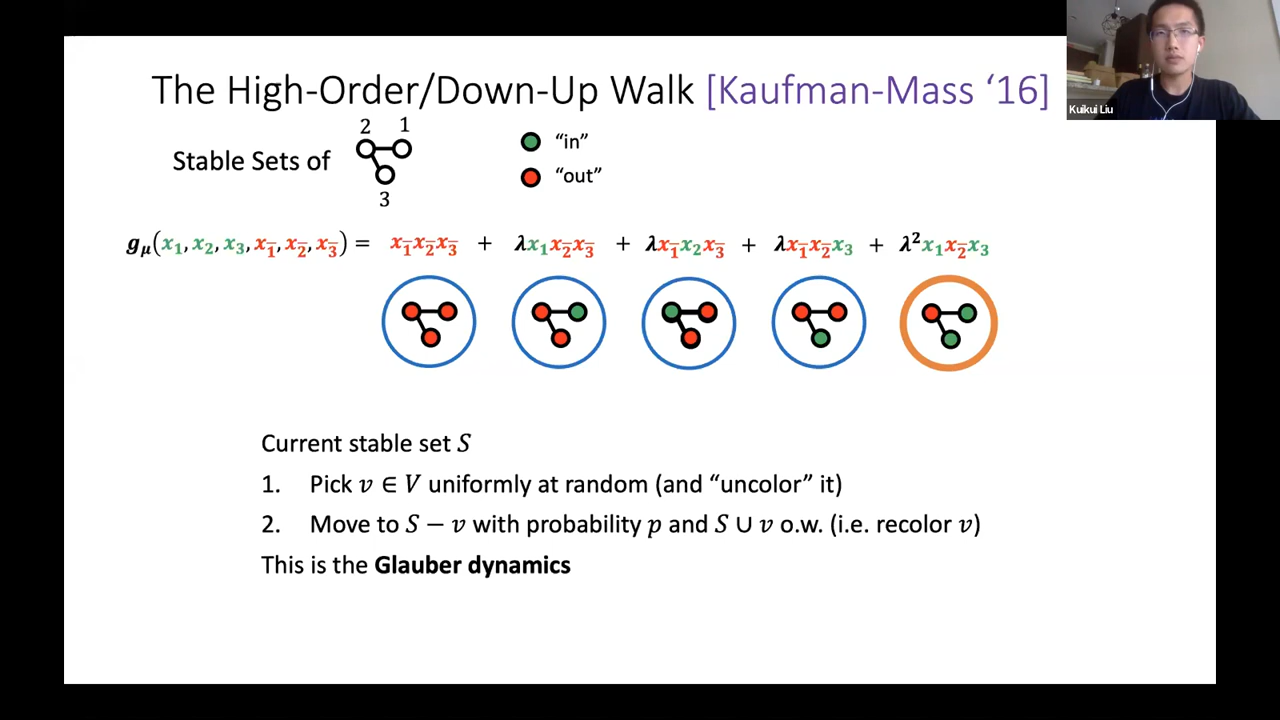 The High-Order/Down-Up Walk [Kaufman-Mass ‘16]
Kuikui Liu
2 1
Stable Sets of
3
“in”
“out”
g_μ(x_1, x_2, x_3, x_1̄, x_2̄, x_3̄) = x_1̄x_2̄x_3̄ + λx_1x_2̄x_3̄ + λx_1̄x_2x_3̄ + λx_1̄x_2̄x_3 + λ²x_1x_2̄x_3
Current stable set S
1. Pick v ∈ V uniformly at random (and “uncolor” it)
2. Move to S − v with probability p and S ∪ v o.w. (i.e. recolor v)
This is the Glauber dynamics